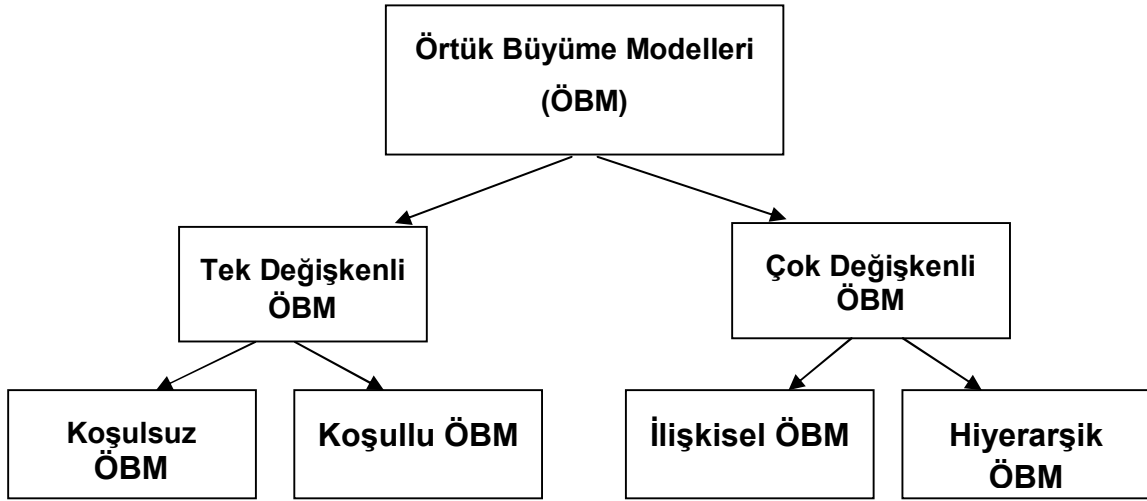 Örtük Büyüme Modelleri
(ÖBM)
Tek Değişkenli
ÖBM
Çok Değişkenli
ÖBM
Koşulsuz
ÖBM
Koşullu ÖBM
İlişkisel ÖBM
Hiyerarşik
ÖBM